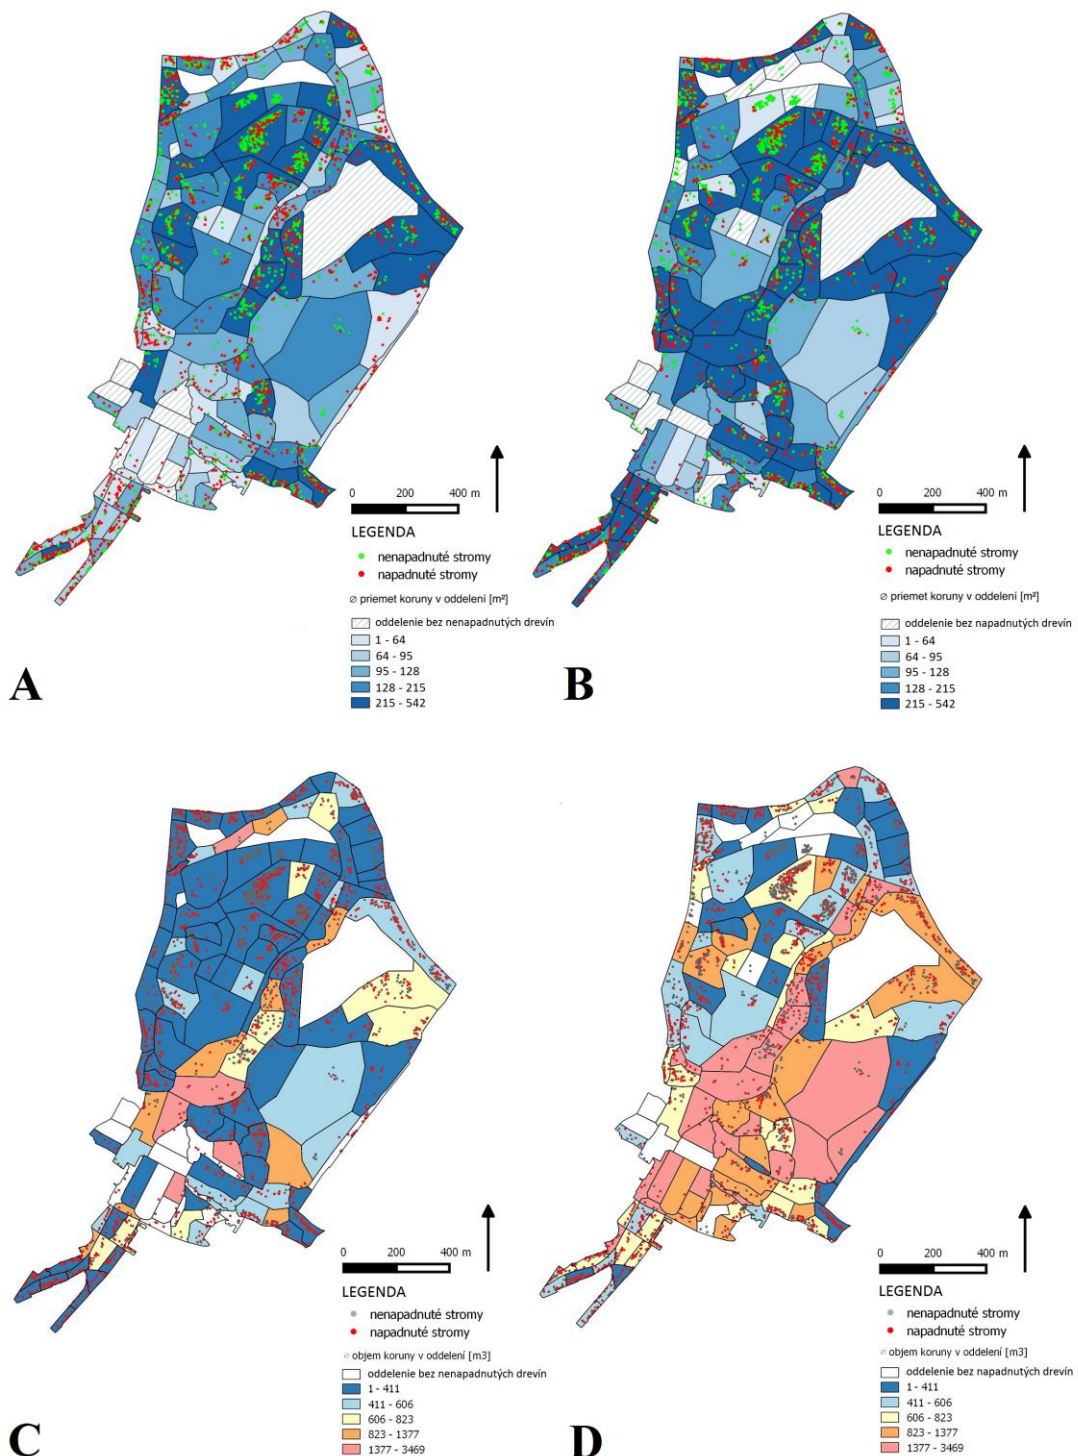 0 200 400 m
LEGENDA
nenapadnuté stromy
napadnuté stromy
⌀ priemet koruny v oddelení [m²]
oddelenie bez nenapadnutých drevín
1 - 64
64 - 95
95 - 128
128 - 215
215 - 542
A
0 200 400 m
LEGENDA
nenapadnuté stromy
napadnuté stromy
⌀ priemet koruny v oddelení [m²]
oddelenie bez napadnutých drevín
1 - 64
64 - 95
95 - 128
128 - 215
215 - 542
B
0 200 400 m
LEGENDA
nenapadnuté stromy
napadnuté stromy
⌀ objem koruny v oddelení [m3]
oddelenie bez nenapadnutých drevín
1 - 411
411 - 606
606 - 823
823 - 1377
1377 - 3469
C
0 200 400 m
LEGENDA
nenapadnuté stromy
napadnuté stromy
⌀ objem koruny v oddelení [m3]
oddelenie bez napadnutých drevín
1 - 411
411 - 606
606 - 823
823 - 1377
1377 - 3469
D